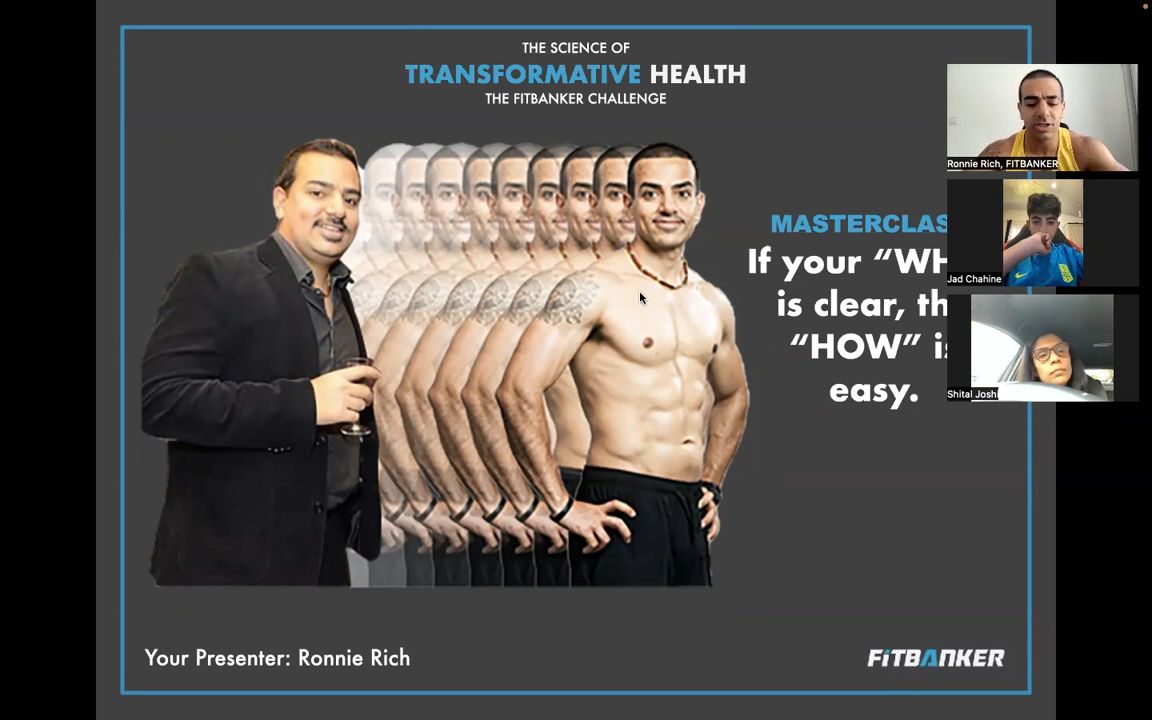 THE SCIENCE OF
TRANSFORMATIVE HEALTH
THE FITBANKER CHALLENGE
MASTERCLAS
If your “WH
is clear, th
“HOW” is
easy.
Ronnie Rich, FITBANKER
Jad Chahine
Shital Joshi
Your Presenter: Ronnie Rich
FiTBANKER